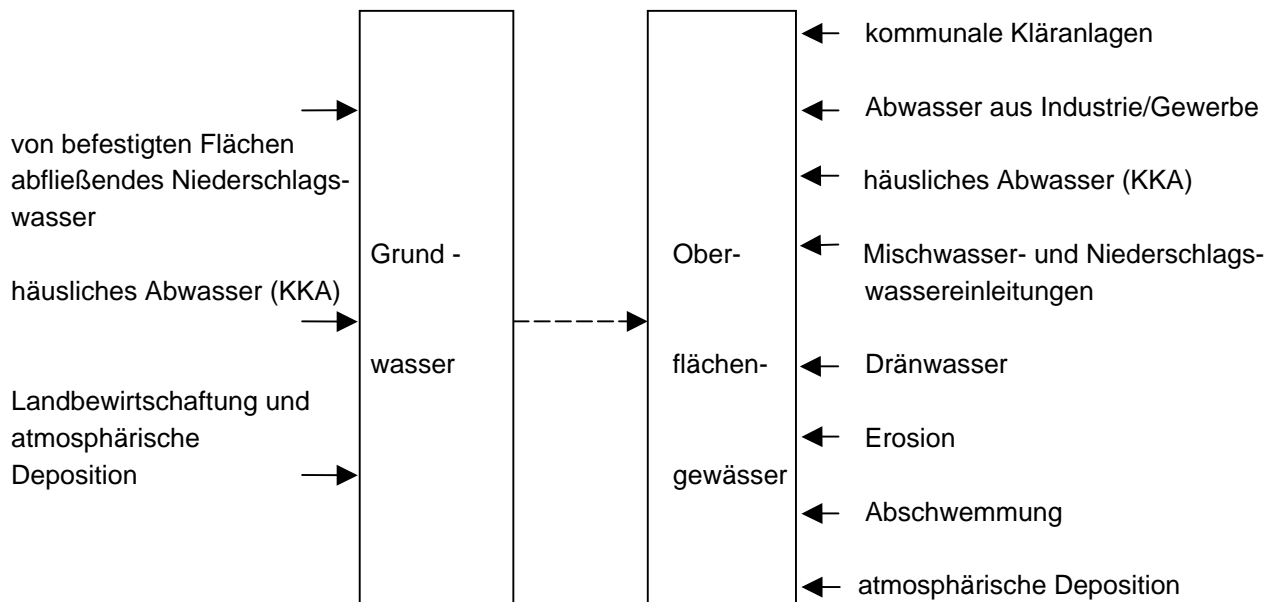 von befestigten Flächen
abfließendes Niederschlags-
wasser
häusliches Abwasser (KKA)
Landbewirtschaftung und
atmosphärische
Deposition
Grund -
wasser
Ober-
flächen-
gewässer
kommunale Kläranlagen
Abwasser aus Industrie/Gewerbe
häusliches Abwasser (KKA)
Mischwasser- und Niederschlags-
wassereinleitungen
Dränwasser
Erosion
Abschwemmung
atmosphärische Deposition